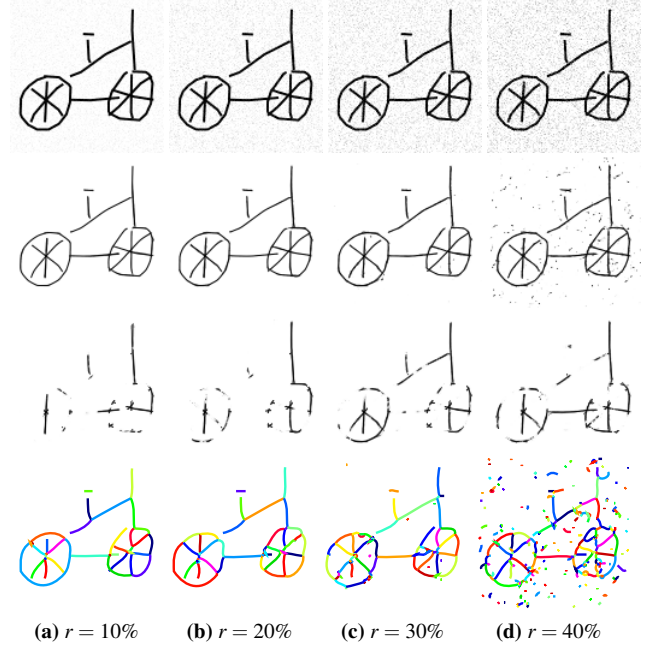 (a) r = 10% (b) r = 20% (c) r = 30% (d) r = 40%